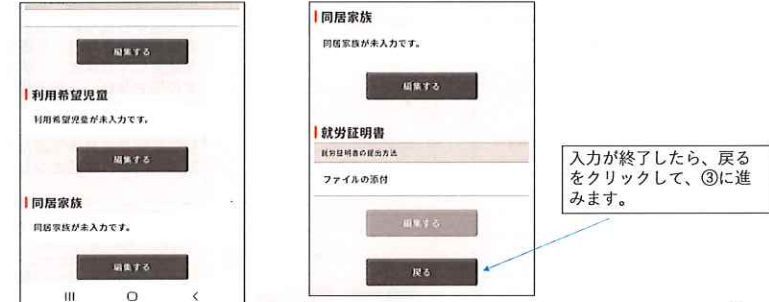 編集する
利用希望児童
利用希望児童が未入力です。
編集する
同居家族
同居家族が未入力です。
編集する
同居家族
同居家族が未入力です。
編集する
就労証明書
就労証明書の提出方法
ファイルの添付
編集する
戻る
入力が終了したら、戻る
をクリックして、③に進
みます。